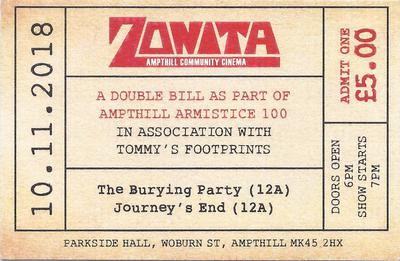 10.11.2018
ZONITA
AMPTHILL COMMUNITY CINEMA
A DOUBLE BILL AS PART OF
AMPTHILL ARMISTICE 100
IN ASSOCIATION WITH
TOMMY'S FOOTPRINTS
The Burying Party (12A)
Journey's End (12A)
ADMIT ONE
£5.00
DOORS OPEN
6PM
SHOW STARTS
7PM
PARKSIDE HALL, WOBURN ST, AMPTHILL MK45 2HX